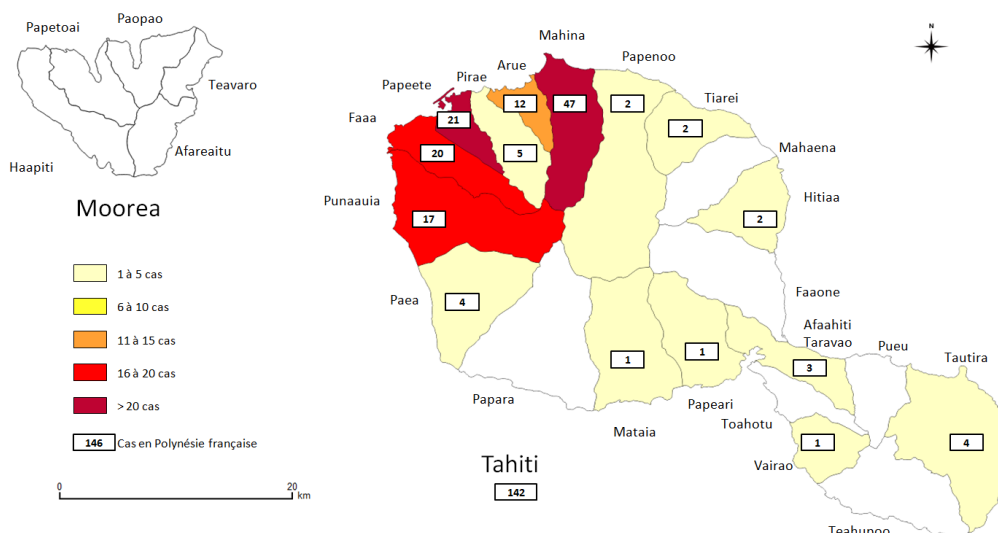 Papetoai
Paopao
Teavaro
Afareaitu
Haapiti
Moorea
1 à 5 cas
6 à 10 cas
11 à 15 cas
16 à 20 cas
> 20 cas
146 Cas en Polynésie française
0
20
km
N
Mahina
Arue
Papenoo
Pirae
Papeete
Tiarei
Faaa
Mahaena
Hitiaa
Punaauia
Paea
Faaone
Afaahiti
Taravao
Pueu
Tautira
Papara
Mataia
Papeari
Toahotu
Vairao
Teahupoo
12
47
2
21
2
5
20
2
17
4
1
1
3
1
4
Tahiti
142